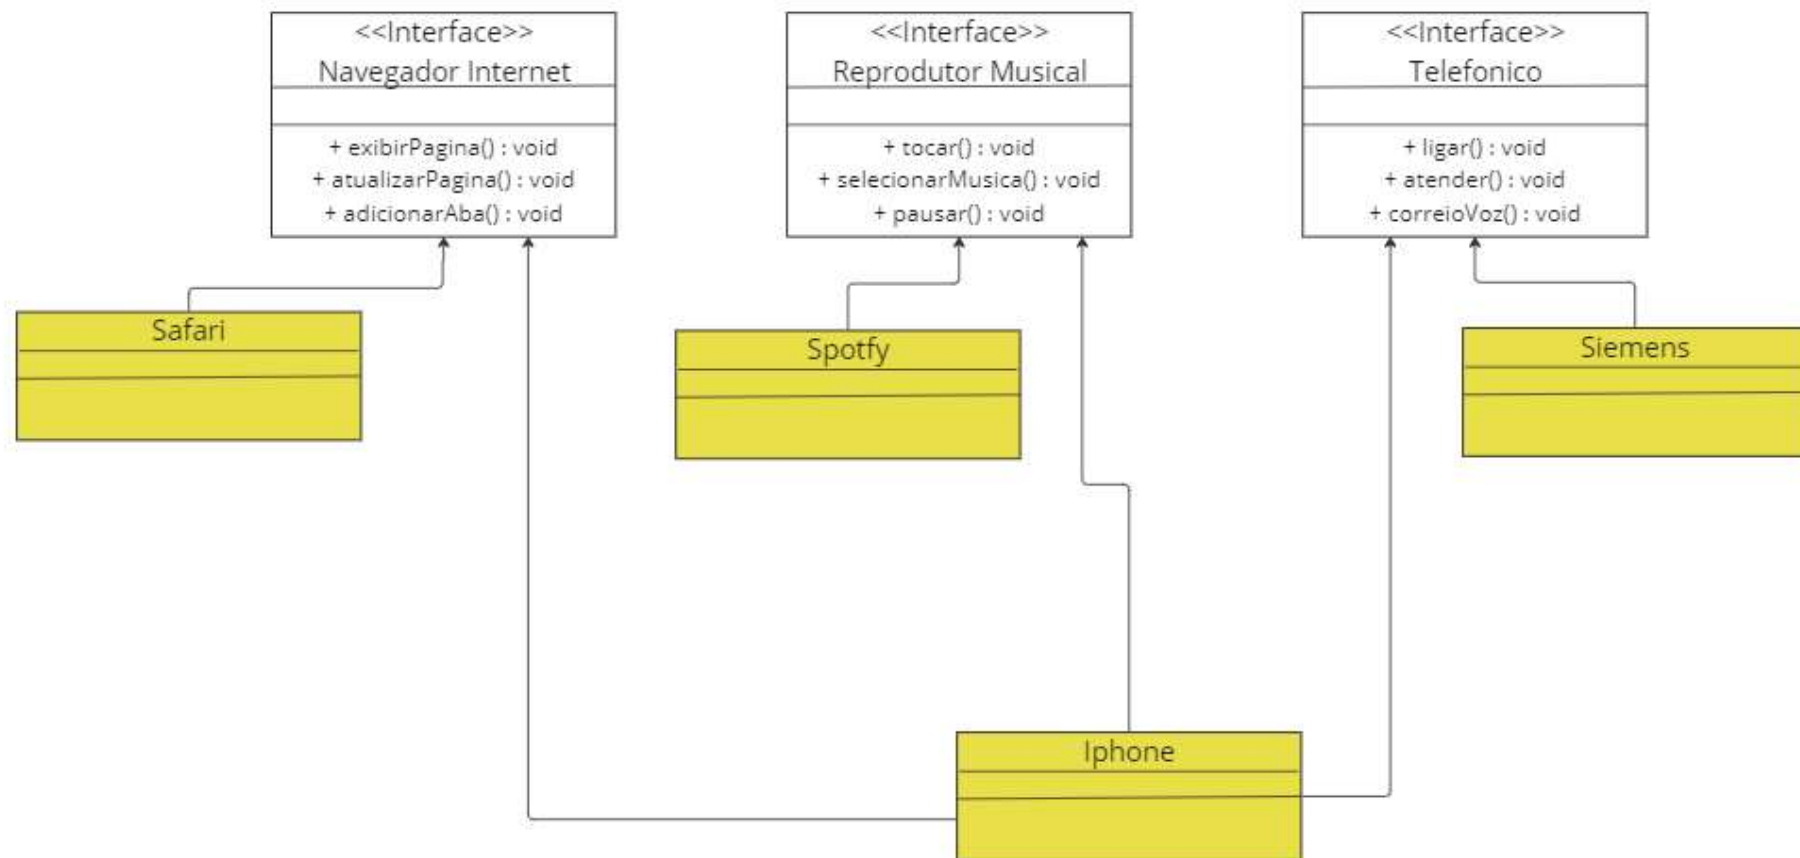 <<Interface>>
Navegador Internet
+ exibirPagina() : void
+ atualizarPagina() : void
+ adicionarAba() : void
<<Interface>>
Reprodutor Musical
+ tocar() : void
+ selecionarMusica() : void
+ pausar() : void
<<Interface>>
Telefonico
+ ligar() : void
+ atender() : void
+ correioVoz() : void
Safari
Spotfy
Siemens
Iphone